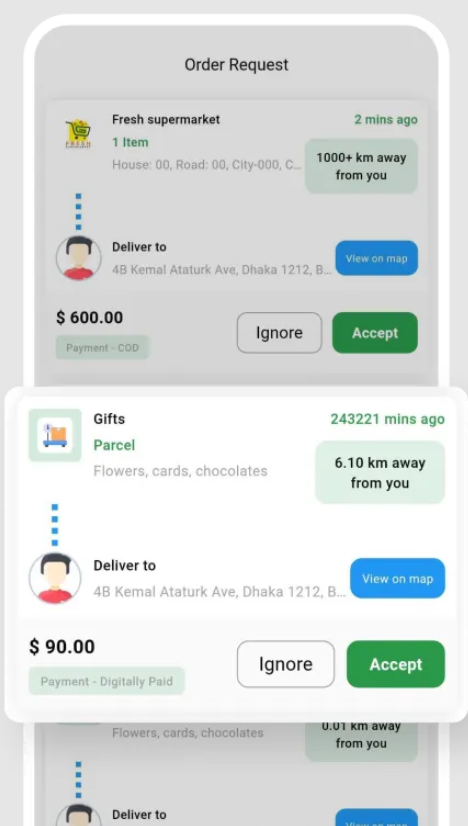 Order Request
Fresh supermarket
2 mins ago
1 Item
House: 00, Road: 00, City-000, C...
1000+ km away
from you
FRESH
Deliver to
4B Kemal Ataturk Ave, Dhaka 1212, B...
View on map
$ 600.00
Payment - COD
Ignore
Accept
Gifts
243221 mins ago
Parcel
Flowers, cards, chocolates
6.10 km away
from you
Deliver to
4B Kemal Ataturk Ave, Dhaka 1212, B...
View on map
$ 90.00
Payment - Digitally Paid
Ignore
Accept
Flowers, cards, chocolates
0.01 km away
from you
Deliver to
View on map